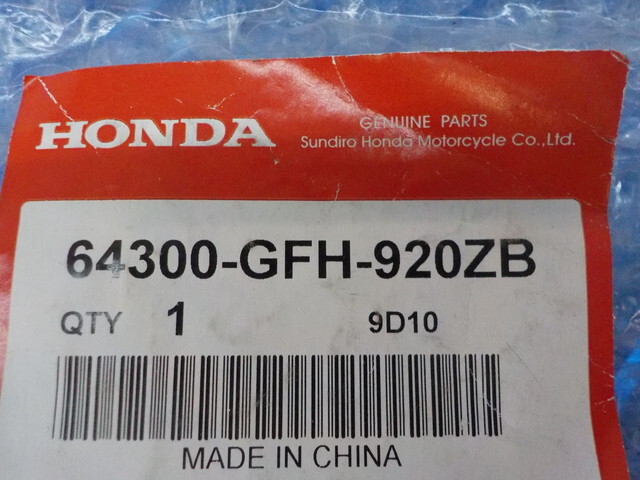 HONDA
GENUINE PARTS
Sundiro Honda Motorcycle Co.,Ltd.
64300-GFH-920ZB
QTY 1 9D10
MADE IN CHINA